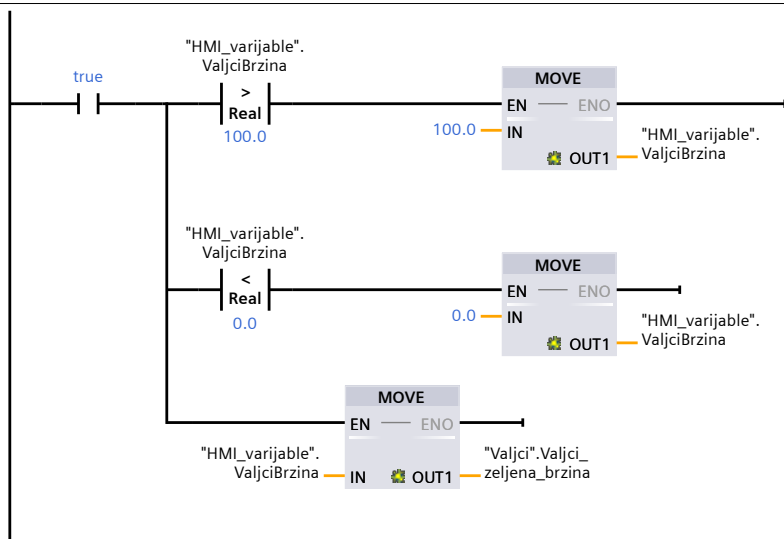 "HMI_varijable".
ValjciBrzina
true
>
Real
100.0
MOVE
EN
ENO
100.0
IN
OUT1
"HMI_varijable".
ValjciBrzina
"HMI_varijable".
ValjciBrzina
<
Real
0.0
MOVE
EN
ENO
0.0
IN
OUT1
"HMI_varijable".
ValjciBrzina
MOVE
EN
ENO
"HMI_varijable".
ValjciBrzina
IN
OUT1
"Valjci".Valjci_
zeljena_brzina